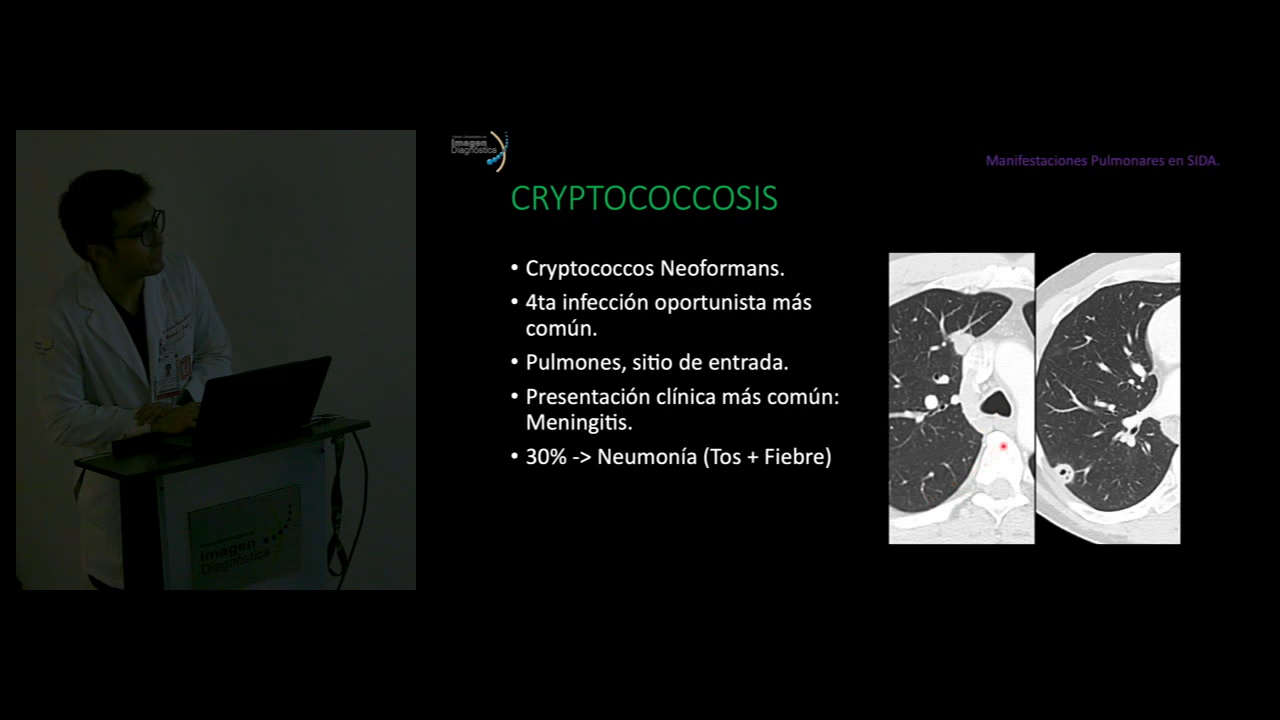 Imagen
Diagnóstica
Manifestaciones Pulmonares en SIDA.
CRYPTOCOCCOSIS
• Cryptococcos Neoformans.
• 4ta infección oportunista más
común.
• Pulmones, sitio de entrada.
• Presentación clínica más común:
Meningitis.
• 30% -> Neumonía (Tos + Fiebre)
Imagen
Diagnóstica